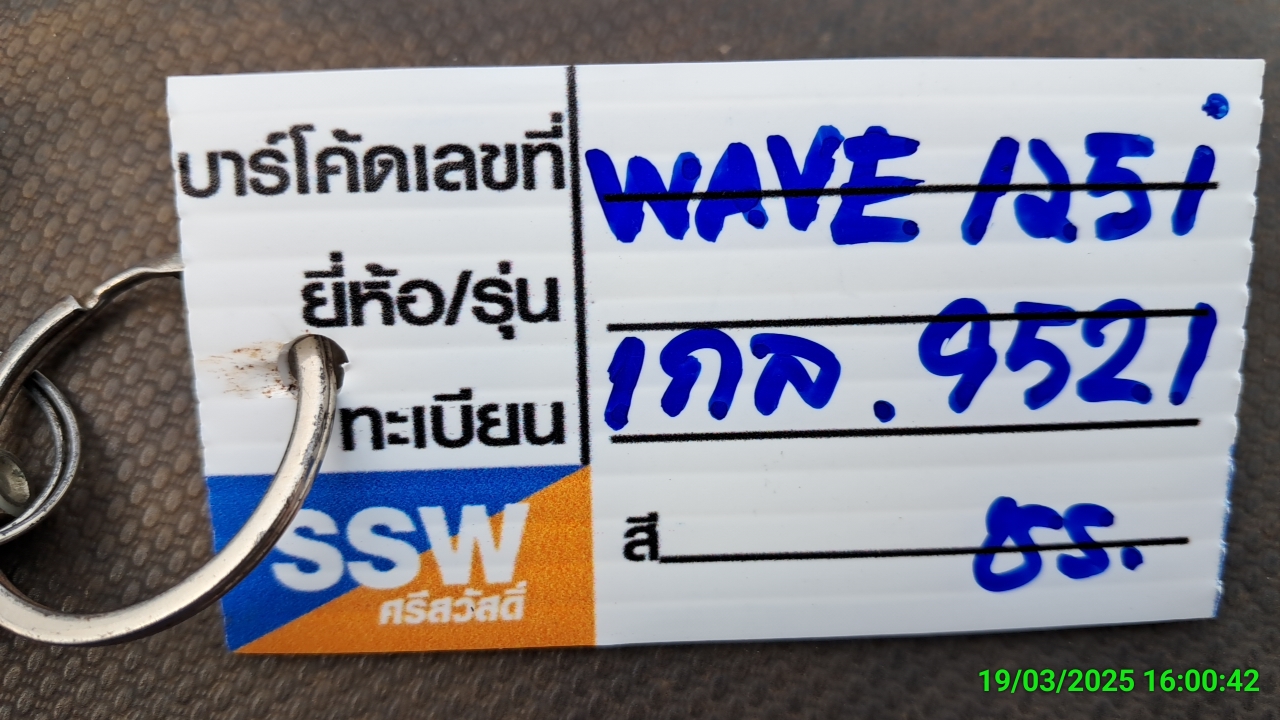 บาร์โค้ดเลขที่ WAVE 125i
ยี่ห้อ/รุ่น
ทะเบียน 1กล. 9521
SSW
ศรีสวัสดิ์
สี ชร.
19/03/2025 16:00:42